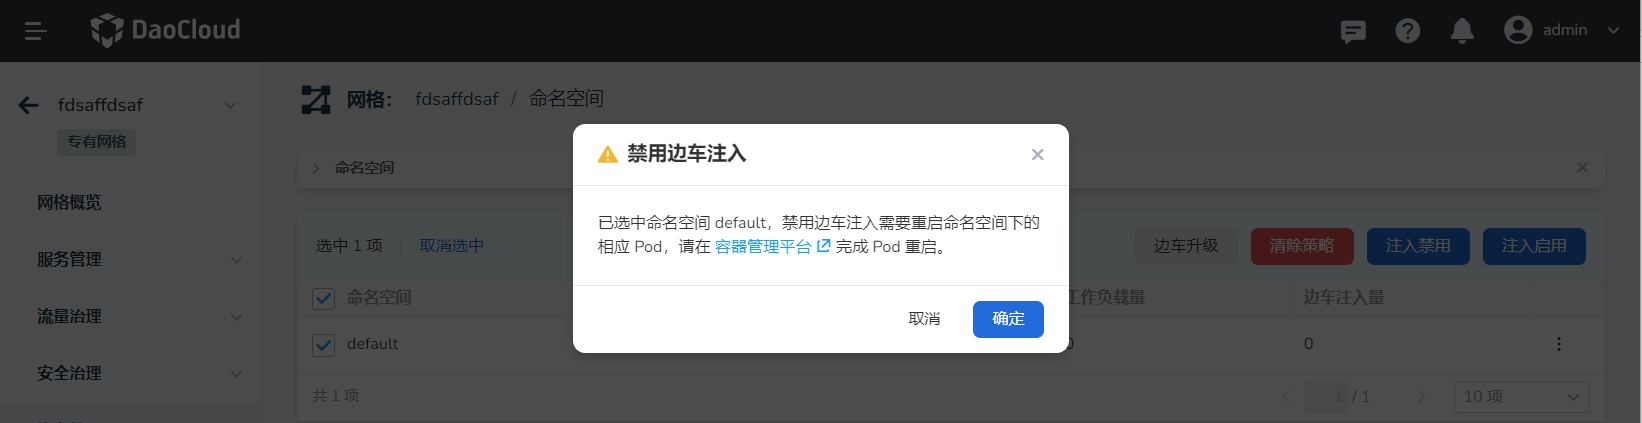 DaoCloud
admin
fdsaffdsaf
专有网格
网格概览
服务管理
流量治理
安全治理
网格： fdsaffdsaf / 命名空间
命名空间
选中 1 项 取消选中
边车升级 清除策略 注入禁用 注入启用
命名空间 工作负载量 边车注入量
default 0 0
共 1 项 1 / 1 10 项
禁用边车注入
已选中命名空间 default，禁用边车注入需要重启命名空间下的
相应 Pod，请在 容器管理平台 完成 Pod 重启。
取消 确定